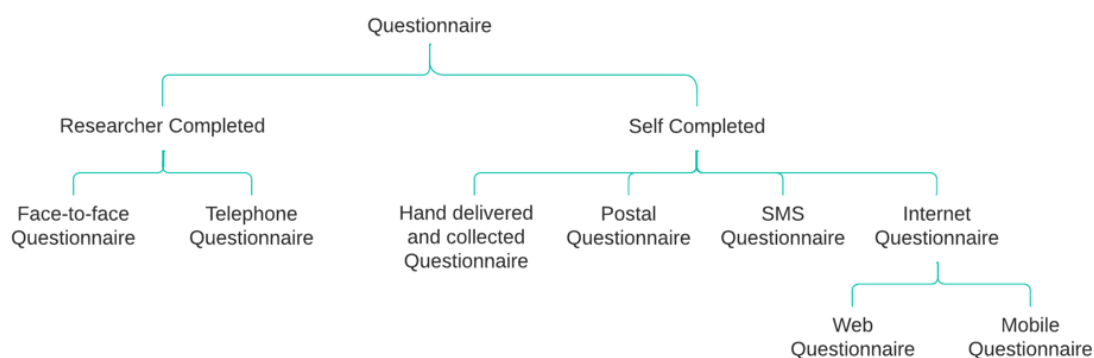 Questionnaire
Researcher Completed
Self Completed
Face-to-face
Questionnaire
Telephone
Questionnaire
Hand delivered
and collected
Questionnaire
Postal
Questionnaire
SMS
Questionnaire
Internet
Questionnaire
Web
Questionnaire
Mobile
Questionnaire